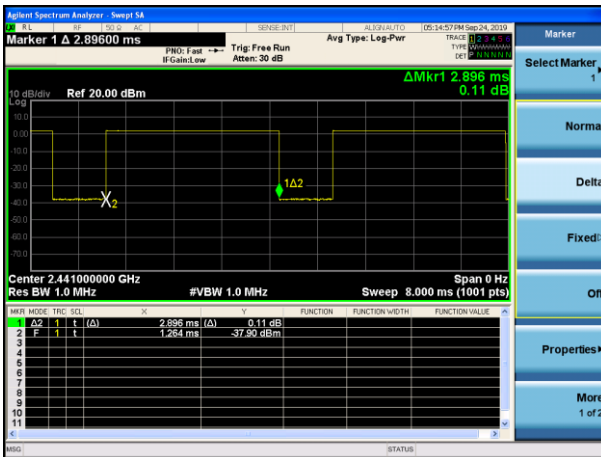 Agilent Spectrum Analyzer - Swept SA
RL RF 50 Ω AC SENSE:INT ALIGN AUTO 05:14:57 PM Sep 24, 2019
Marker 1 Δ 2.89600 ms
PNO: Fast
IFGain:Low
Trig: Free Run
Atten: 30 dB
Avg Type: Log-Pwr
TRACE 1 2 3 4 5 6
TYPE
DET P N N N N N
ΔMkr1 2.896 ms
0.11 dB
10 dB/div
Log
Ref 20.00 dBm
10.0
0.00
-10.0
-20.0
-30.0
-40.0
-50.0
-60.0
-70.0
2
1Δ2
Center 2.441000000 GHz
Span 0 Hz
Res BW 1.0 MHz
#VBW 1.0 MHz
Sweep 8.000 ms (1001 pts)
MKR MODE TRC SCL X Y FUNCTION FUNCTION WIDTH FUNCTION VALUE
1 Δ2 1 t (Δ) 2.896 ms (Δ) 0.11 dB
2 F 1 t 1.264 ms -37.90 dBm
3
4
5
6
7
8
9
10
11
MSG
STATUS
Marker
Select Marker
1
Norma
Delta
Fixed
Of
Properties
More
1 of 2